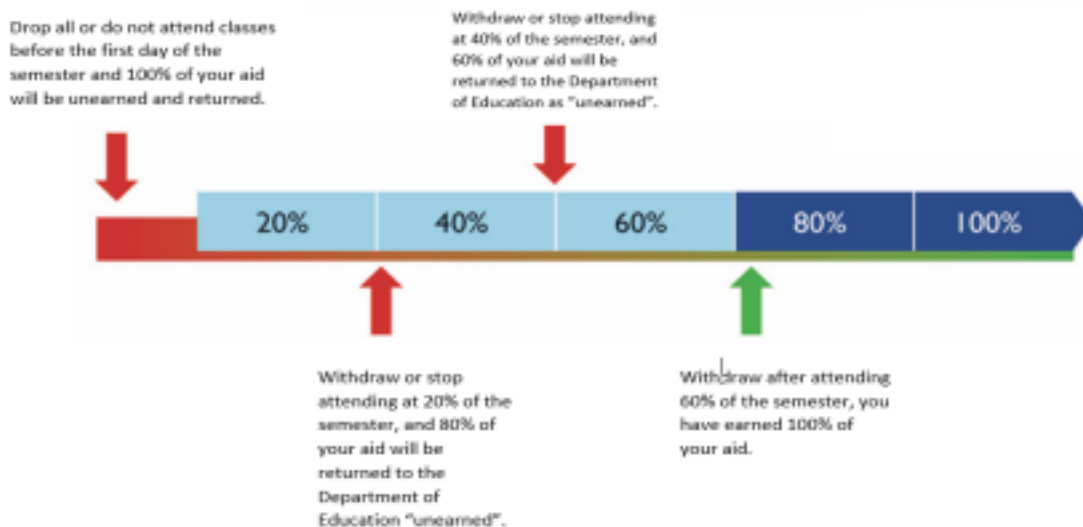 Drop all or do not attend classes
before the first day of the
semester and 100% of your aid
will be unearned and returned.
Withdraw or stop attending
at 40% of the semester, and
60% of your aid will be
returned to the Department
of Education as "unearned".
20%
40%
60%
80%
100%
Withdraw or stop
attending at 20% of the
semester, and 80% of
your aid will be
returned to the
Department of
Education "unearned".
Withdraw after attending
60% of the semester, you
have earned 100% of
your aid.